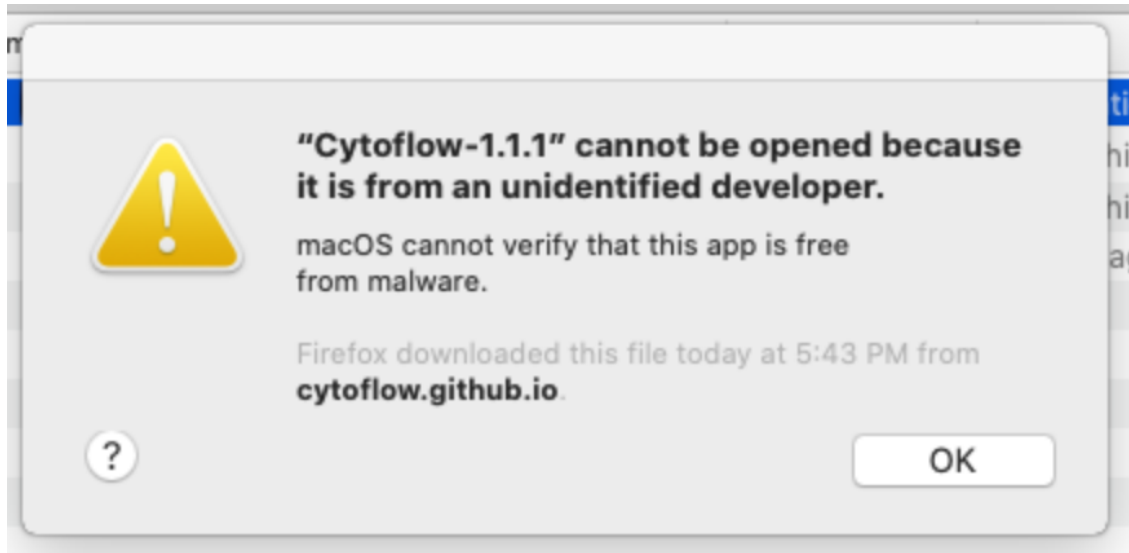 “Cytoflow-1.1.1” cannot be opened because
it is from an unidentified developer.
macOS cannot verify that this app is free
from malware.
Firefox downloaded this file today at 5:43 PM from
cytoflow.github.io.
?
OK